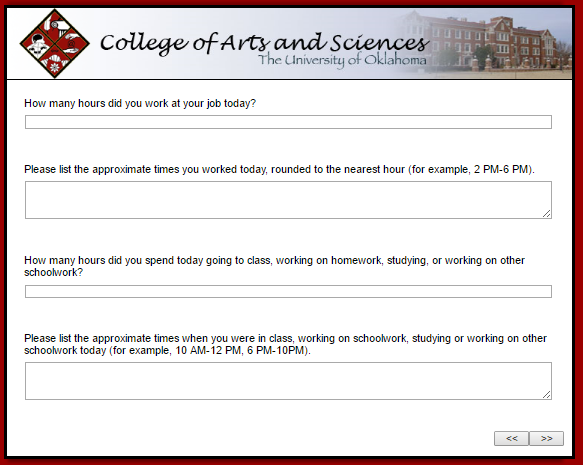 College of Arts and Sciences
The University of Oklahoma
How many hours did you work at your job today?
Please list the approximate times you worked today, rounded to the nearest hour (for example, 2 PM-6 PM).
How many hours did you spend today going to class, working on homework, studying, or working on other
schoolwork?
Please list the approximate times when you were in class, working on schoolwork, studying or working on other
schoolwork today (for example, 10 AM-12 PM, 6 PM-10PM).
<< >>